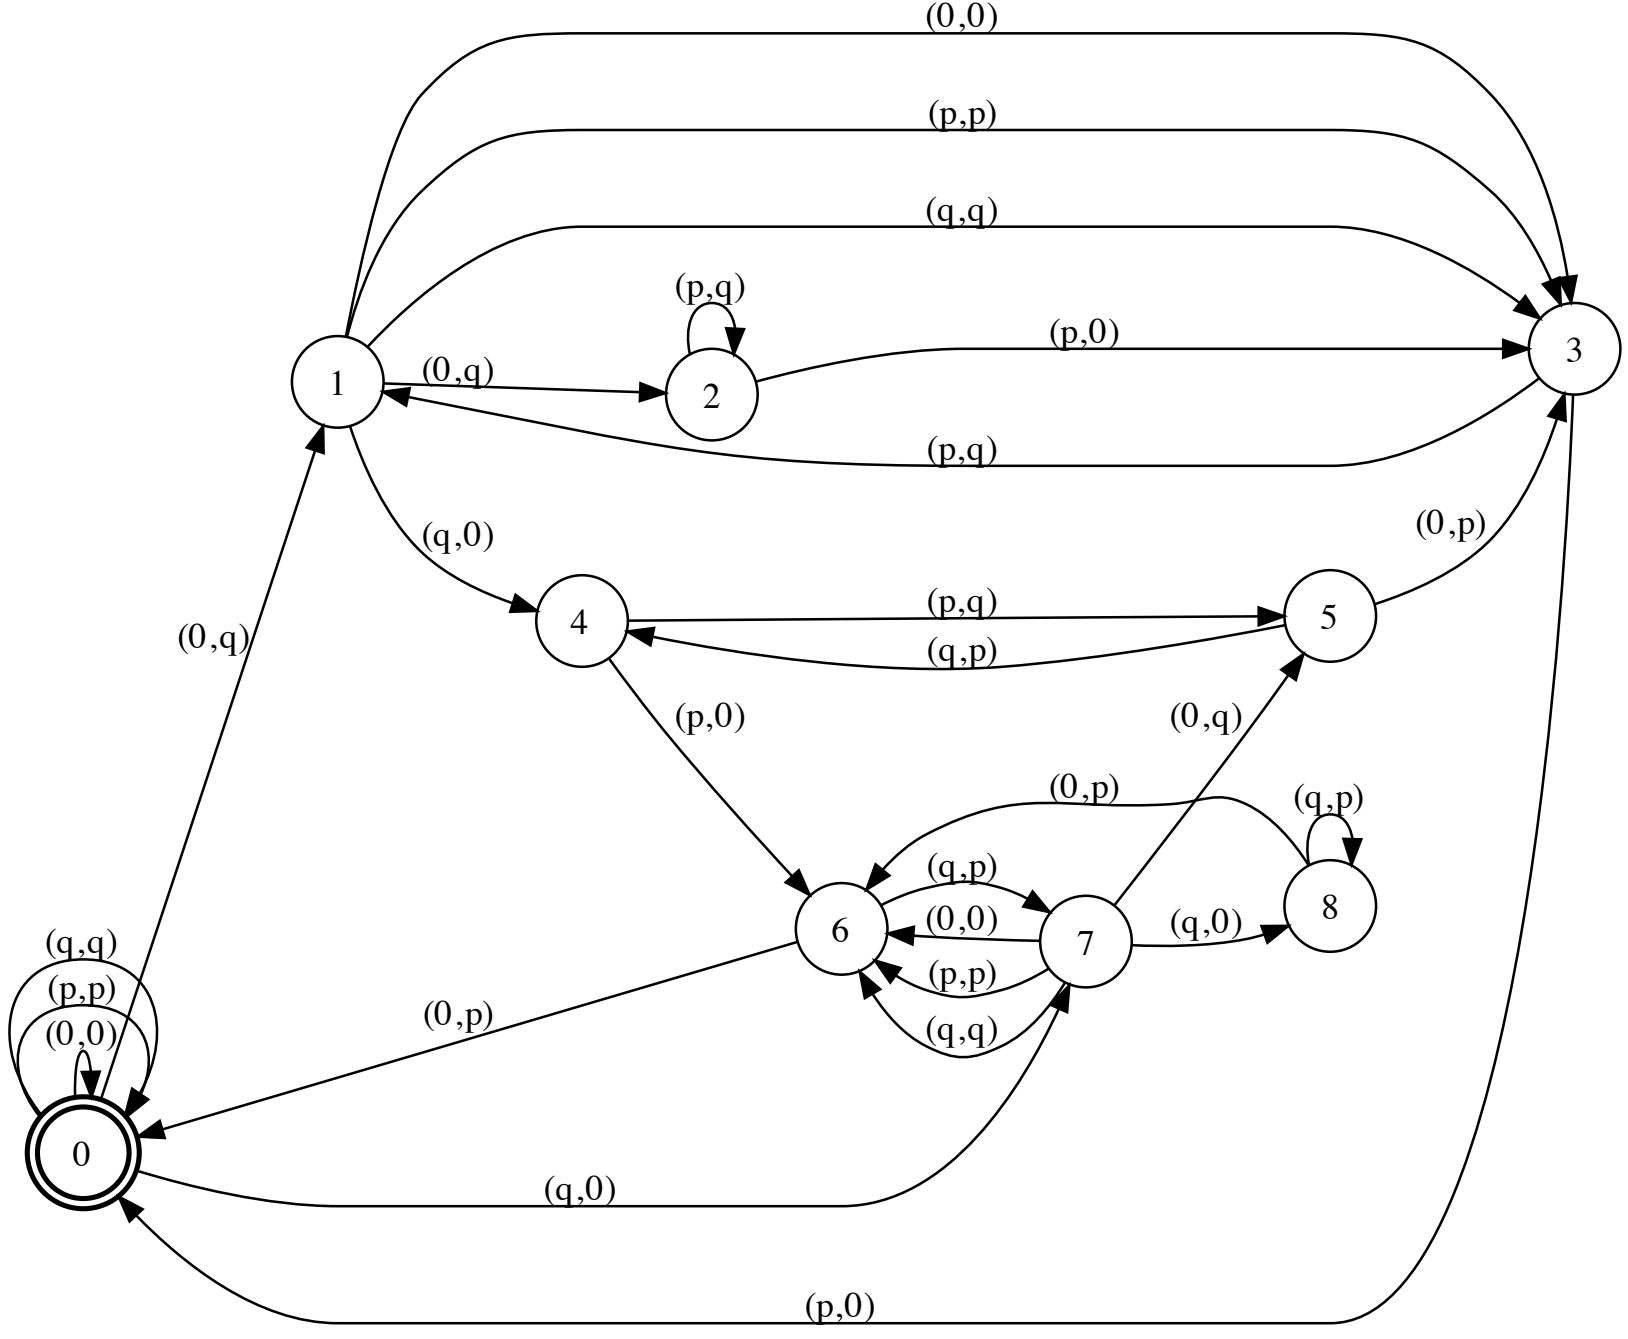 (0,0)
(p,p)
(q,q)
(p,q)
(p,0)
3
1
(0,q)
2
(p,q)
(q,0)
(0,p)
4
(p,q)
5
(q,p)
(0,q)
(p,0)
(0,q)
(0,p)
(q,p)
(q,p)
6
(0,0)
7
(q,0)
8
(p,p)
(q,q)
(q,q)
(p,p)
(0,0)
(0,p)
0
(q,0)
(p,0)